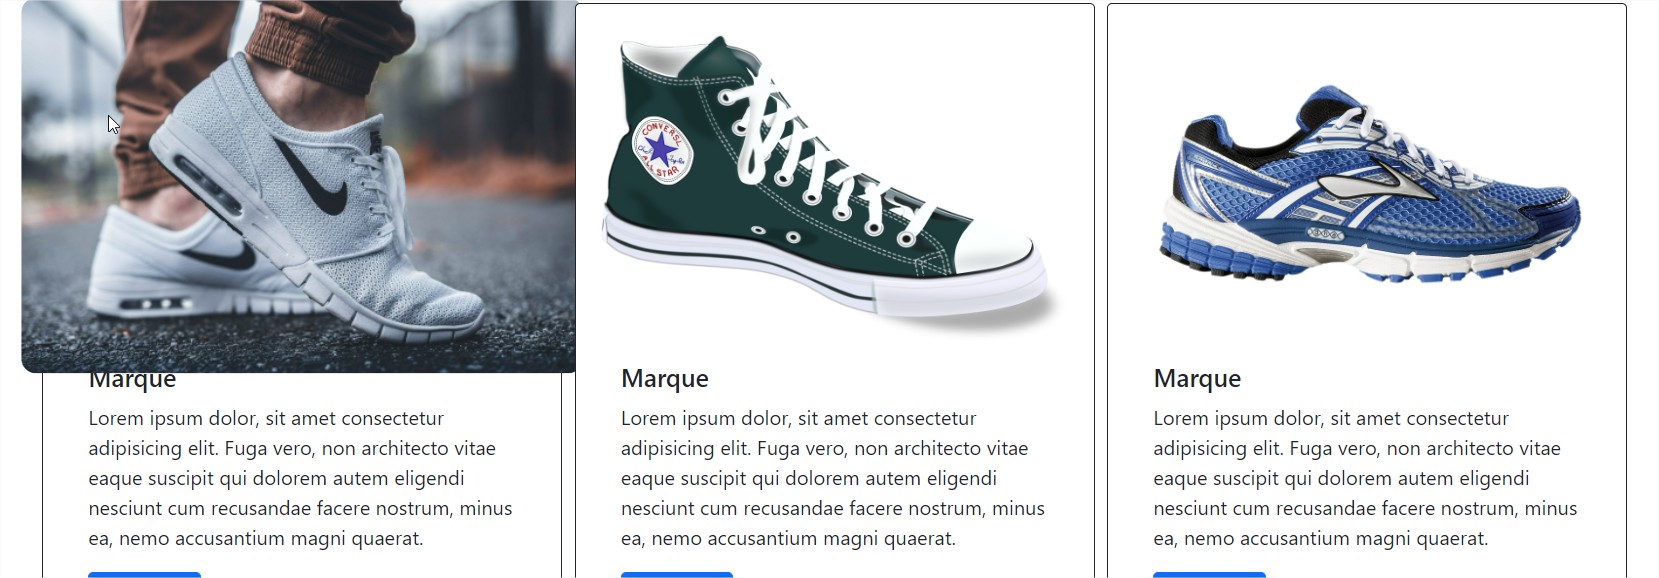 CONVERSE
ALL STAR
Marque
Lorem ipsum dolor, sit amet consectetur
adipisicing elit. Fuga vero, non architecto vitae
eaque suscipit qui dolorem autem eligendi
nesciunt cum recusandae facere nostrum, minus
ea, nemo accusantium magni quaerat.
Marque
Lorem ipsum dolor, sit amet consectetur
adipisicing elit. Fuga vero, non architecto vitae
eaque suscipit qui dolorem autem eligendi
nesciunt cum recusandae facere nostrum, minus
ea, nemo accusantium magni quaerat.
Marque
Lorem ipsum dolor, sit amet consectetur
adipisicing elit. Fuga vero, non architecto vitae
eaque suscipit qui dolorem autem eligendi
nesciunt cum recusandae facere nostrum, minus
ea, nemo accusantium magni quaerat.